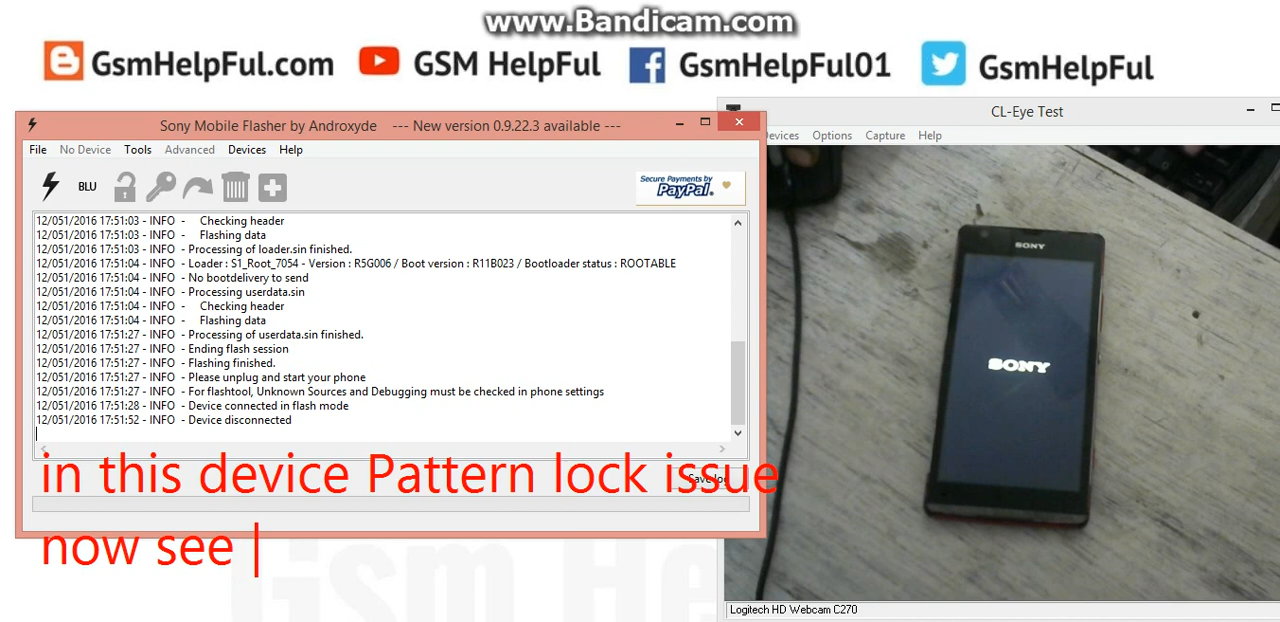 www.Bandicam.com
GsmHelpFul.com GSM HelpFul GsmHelpFul01 GsmHelpFul
Sony Mobile Flasher by Androxyde --- New version 0.9.22.3 available ---
File No Device Tools Advanced Devices Help
BLU
Secure Payments by
PayPal.
12/051/2016 17:51:03 - INFO - Checking header
12/051/2016 17:51:03 - INFO - Flashing data
12/051/2016 17:51:03 - INFO - Processing of loader.sin finished.
12/051/2016 17:51:04 - INFO - Loader : S1_Root_7054 - Version : R5G006 / Boot version : R11B023 / Bootloader status : ROOTABLE
12/051/2016 17:51:04 - INFO - No bootdelivery to send
12/051/2016 17:51:04 - INFO - Processing userdata.sin
12/051/2016 17:51:04 - INFO - Checking header
12/051/2016 17:51:04 - INFO - Flashing data
12/051/2016 17:51:27 - INFO - Processing of userdata.sin finished.
12/051/2016 17:51:27 - INFO - Ending flash session
12/051/2016 17:51:27 - INFO - Flashing finished.
12/051/2016 17:51:27 - INFO - Please unplug and start your phone
12/051/2016 17:51:27 - INFO - For flashtool, Unknown Sources and Debugging must be checked in phone settings
12/051/2016 17:51:28 - INFO - Device connected in flash mode
12/051/2016 17:51:52 - INFO - Device disconnected
in this device Pattern lock issue
now see
CL-Eye Test
Options Capture Help
SONY
SONY
Logitech HD Webcam C270